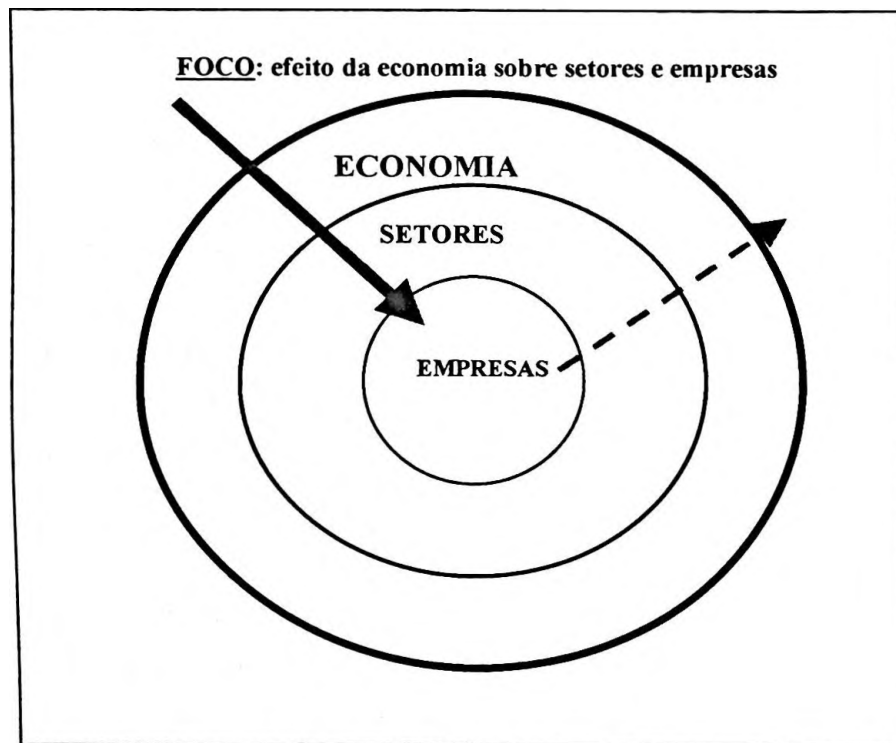 FOCO: efeito da economia sobre setores e empresas
ECONOMIA
SETORES
EMPRESAS